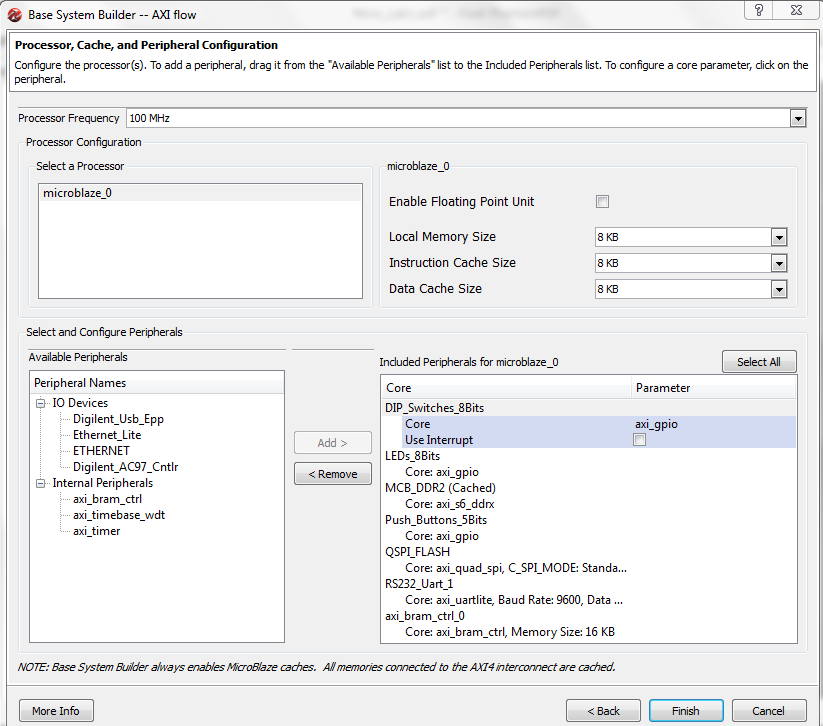 Base System Builder -- AXI flow
Processor, Cache, and Peripheral Configuration
Configure the processor(s). To add a peripheral, drag it from the "Available Peripherals" list to the Included Peripherals list. To configure a core parameter, click on the
peripheral.
Processor Frequency 100 MHz
Processor Configuration
Select a Processor
microblaze_0
microblaze_0
Enable Floating Point Unit
Local Memory Size 8 KB
Instruction Cache Size 8 KB
Data Cache Size 8 KB
Select and Configure Peripherals
Available Peripherals
Peripheral Names
IO Devices
Digilent_Usb_Epp
Ethernet_Lite
ETHERNET
Digilent_AC97_Cntlr
Internal Peripherals
axi_bram_ctrl
axi_timebase_wdt
axi_timer
Add >
< Remove
Included Peripherals for microblaze_0
Select All
Core Parameter
DIP_Switches_8Bits
Core axi_gpio
Use Interrupt
LEDs_8Bits
Core: axi_gpio
MCB_DDR2 (Cached)
Core: axi_s6_ddrx
Push_Buttons_5Bits
Core: axi_gpio
QSPI_FLASH
Core: axi_quad_spi, C_SPI_MODE: Standa...
RS232_Uart_1
Core: axi_uartlite, Baud Rate: 9600, Data ...
axi_bram_ctrl_0
Core: axi_bram_ctrl, Memory Size: 16 KB
NOTE: Base System Builder always enables MicroBlaze caches. All memories connected to the AXI4 interconnect are cached.
More Info
< Back
Finish
Cancel